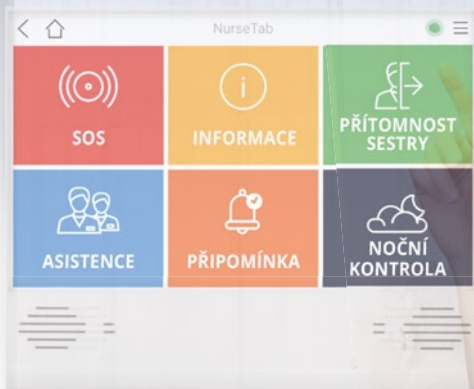 NurseTab
SOS
INFORMACE
PŘÍTOMNOST
SESTRY
ASISTENCE
PŘIPOMÍNKA
NOČNÍ
KONTROLA